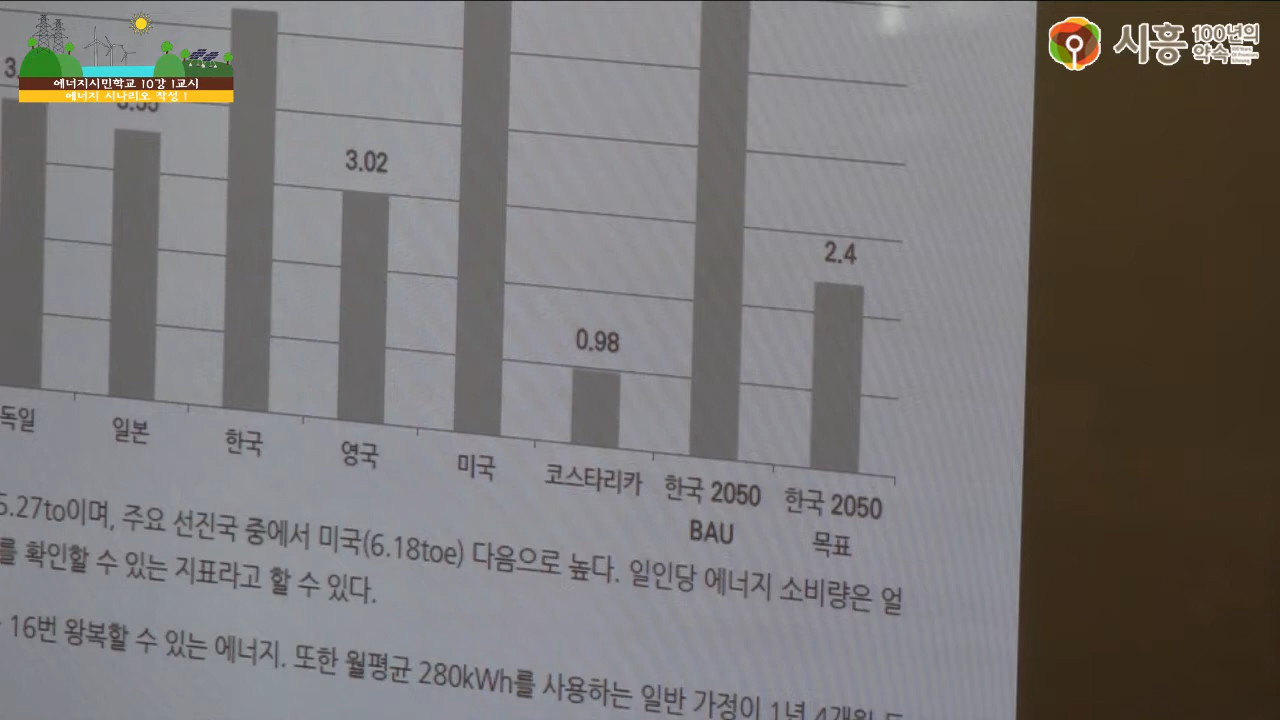 에너지시민학교 10강 1교시
에너지 시나리오 작성 1
시흥 100년의 약속
3.02
2.4
0.98
독일
일본
한국
영국
미국
코스타리카
한국 2050 BAU
한국 2050 목표
5.27to이며, 주요 선진국 중에서 미국(6.18toe) 다음으로 높다. 일인당 에너지 소비량은 얼
를 확인할 수 있는 지표라고 할 수 있다.
16번 왕복할 수 있는 에너지. 또한 월평균 280kWh를 사용하는 일반 가정이 1년 4개월